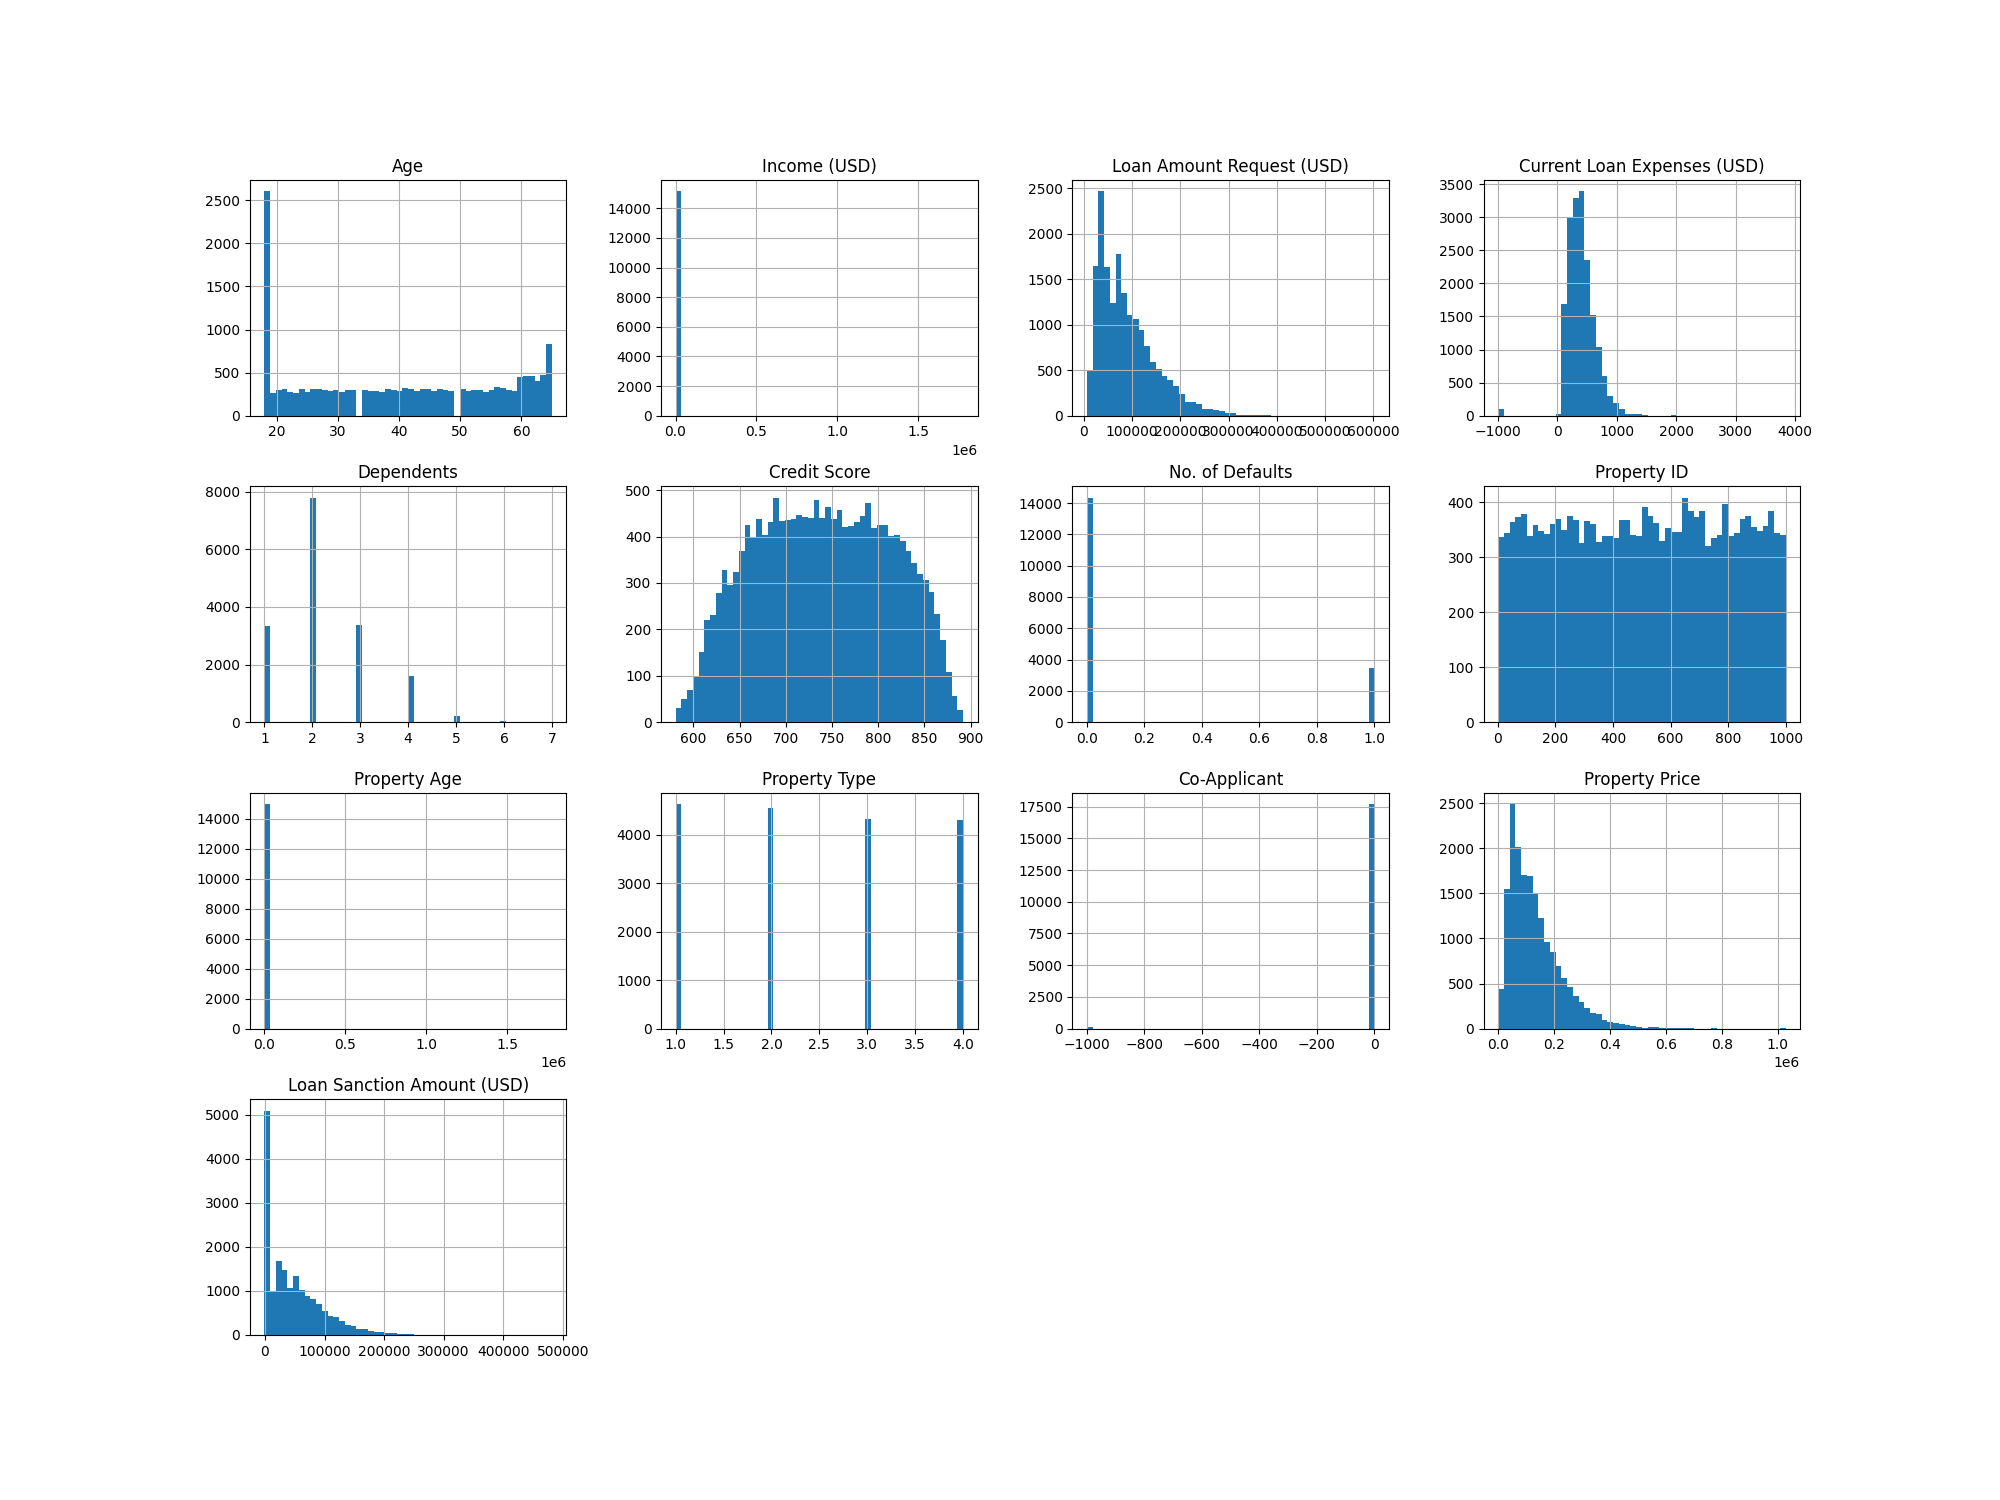 Age
2500
2000
1500
1000
500
0
20 30 40 50 60
Income (USD)
14000
12000
10000
8000
6000
4000
2000
0
0.0 0.5 1.0 1.5
1e6
Loan Amount Request (USD)
2500
2000
1500
1000
500
0
0 100000 200000 300000 400000 500000 600000
Current Loan Expenses (USD)
3500
3000
2500
2000
1500
1000
500
0
−1000 0 1000 2000 3000 4000
Dependents
8000
6000
4000
2000
0
1 2 3 4 5 6 7
Credit Score
500
400
300
200
100
0
600 650 700 750 800 850 900
No. of Defaults
14000
12000
10000
8000
6000
4000
2000
0
0.0 0.2 0.4 0.6 0.8 1.0
Property ID
400
300
200
100
0
0 200 400 600 800 1000
Property Age
14000
12000
10000
8000
6000
4000
2000
0
0.0 0.5 1.0 1.5
1e6
Property Type
4000
3000
2000
1000
0
1.0 1.5 2.0 2.5 3.0 3.5 4.0
Co-Applicant
17500
15000
12500
10000
7500
5000
2500
0
−1000 −800 −600 −400 −200 0
Property Price
2500
2000
1500
1000
500
0
0.0 0.2 0.4 0.6 0.8 1.0
1e6
Loan Sanction Amount (USD)
5000
4000
3000
2000
1000
0
0 100000 200000 300000 400000 500000